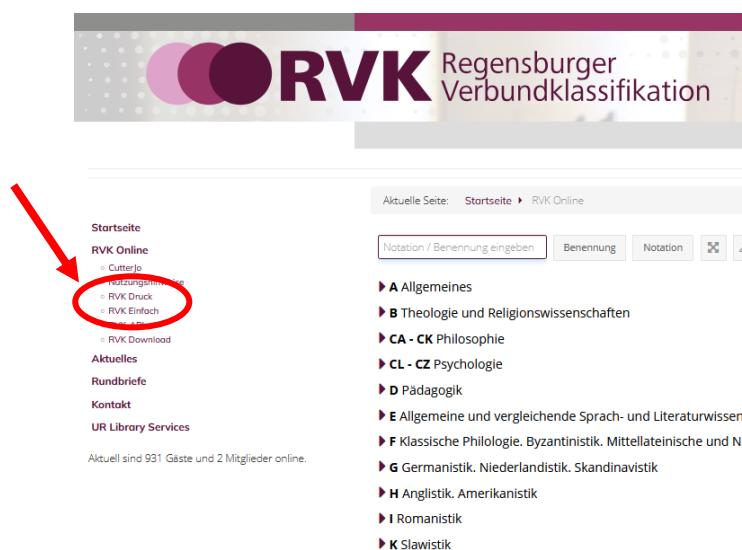 RVK Regensburger
Verbundklassifikation
Aktuelle Seite: Startseite RVK Online
Startseite
RVK Online
CutterJo
Nutzungshinweise
RVK Druck
RVK Einfach
RVK Download
Aktuelles
Rundbriefe
Kontakt
UR Library Services
Aktuell sind 931 Gäste und 2 Mitglieder online.
Notation / Benennung eingeben Benennung Notation
A Allgemeines
B Theologie und Religionswissenschaften
CA - CK Philosophie
CL - CZ Psychologie
D Pädagogik
E Allgemeine und vergleichende Sprach- und Literaturwissen
F Klassische Philologie. Byzantinistik. Mittellateinische und N
G Germanistik. Niederlandistik. Skandinavistik
H Anglistik. Amerikanistik
I Romanistik
K Slawistik